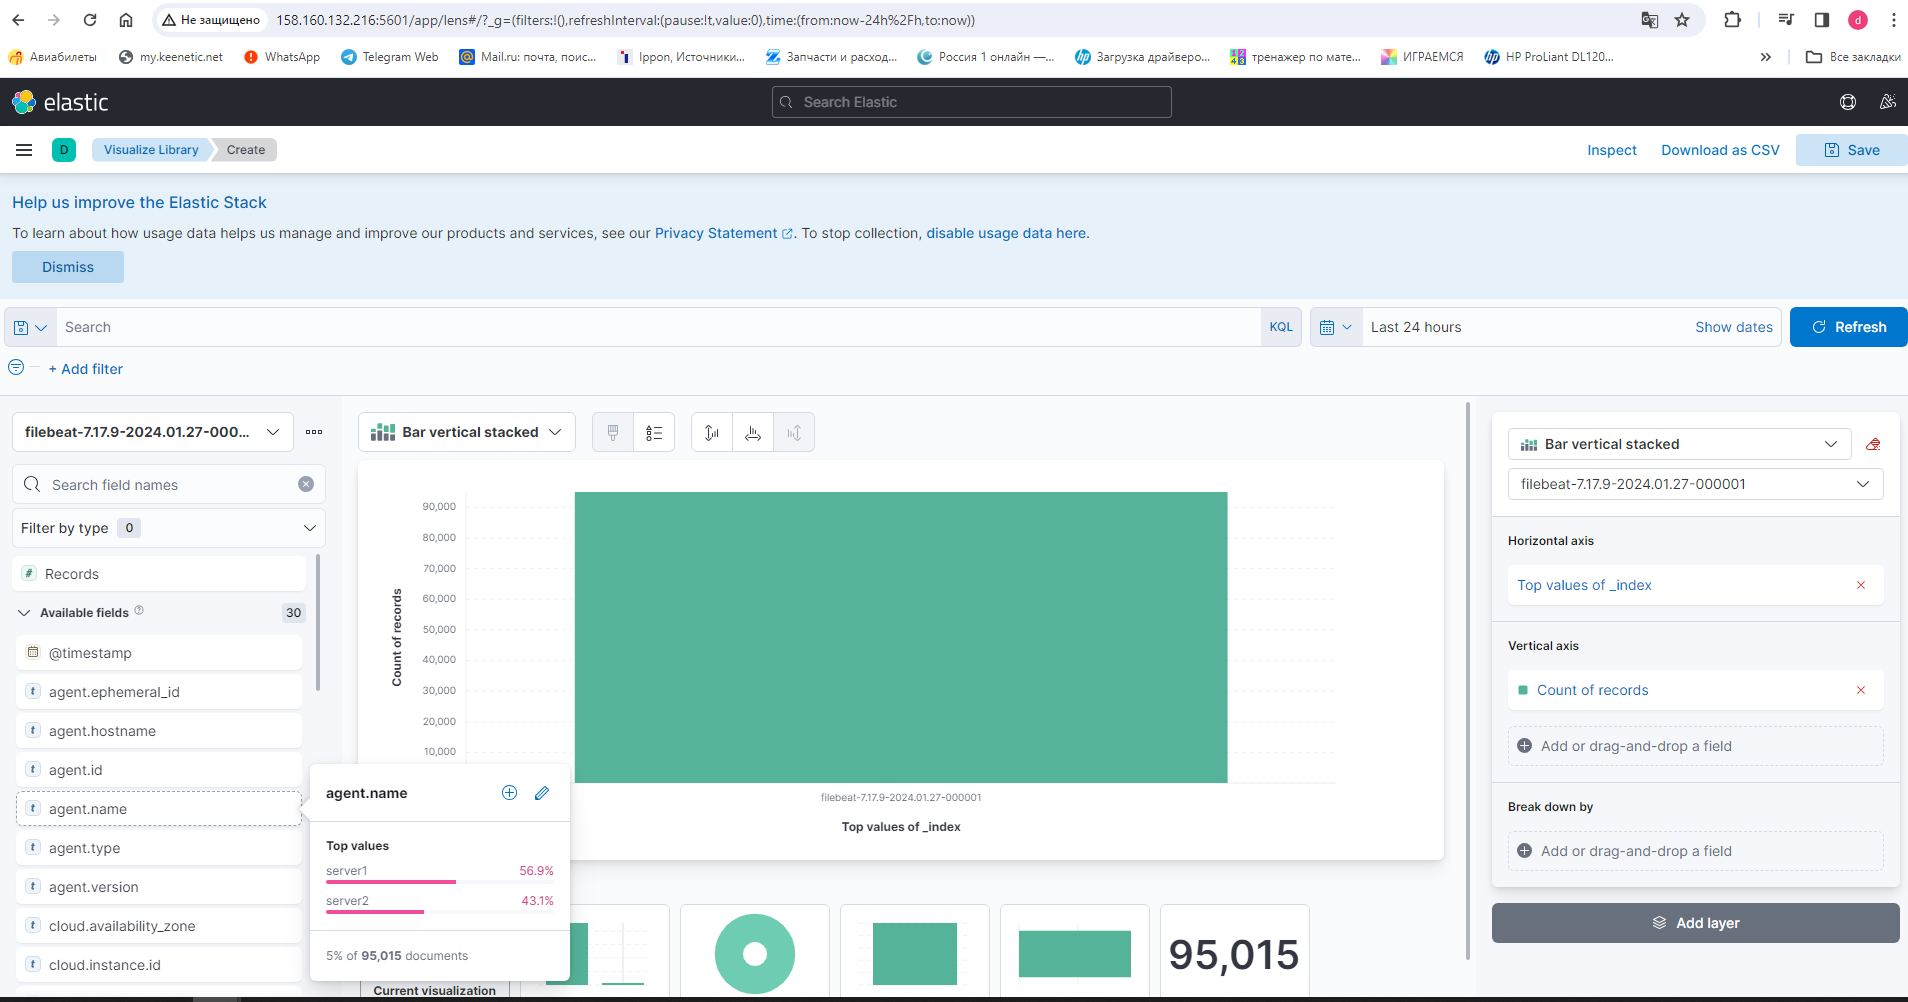 Не защищено 158.160.132.216:5601/app/lens#/?_g=(filters:!(),refreshInterval:(pause:!t,value:0),time:(from:now-24h%2Fh,to:now)) d
Авиабилеты my.keenetic.net WhatsApp Telegram Web Mail.ru: почта, поис... Ippon, Источники... Запчасти и расход... Россия 1 онлайн —... Загрузка драйверо... тренажер по мате... ИГРАЕМСЯ HP ProLiant DL120... » Все закладки
elastic Search Elastic
D Visualize Library Create Inspect Download as CSV Save
Help us improve the Elastic Stack
To learn about how usage data helps us manage and improve our products and services, see our Privacy Statement. To stop collection, disable usage data here.
Dismiss
Search KQL Last 24 hours Show dates Refresh
+ Add filter
filebeat-7.17.9-2024.01.27-000...
Search field names
Filter by type 0
# Records
Available fields 30
@timestamp
t agent.ephemeral_id
t agent.hostname
t agent.id
t agent.name
t agent.type
t agent.version
t cloud.availability_zone
t cloud.instance.id
Bar vertical stacked
Count of records
90,000
80,000
70,000
60,000
50,000
40,000
30,000
20,000
10,000
filebeat-7.17.9-2024.01.27-000001
Top values of _index
agent.name
Top values
server1 56.9%
server2 43.1%
5% of 95,015 documents
Current visualization
95,015
Bar vertical stacked
filebeat-7.17.9-2024.01.27-000001
Horizontal axis
Top values of _index
Vertical axis
Count of records
Add or drag-and-drop a field
Break down by
Add or drag-and-drop a field
Add layer